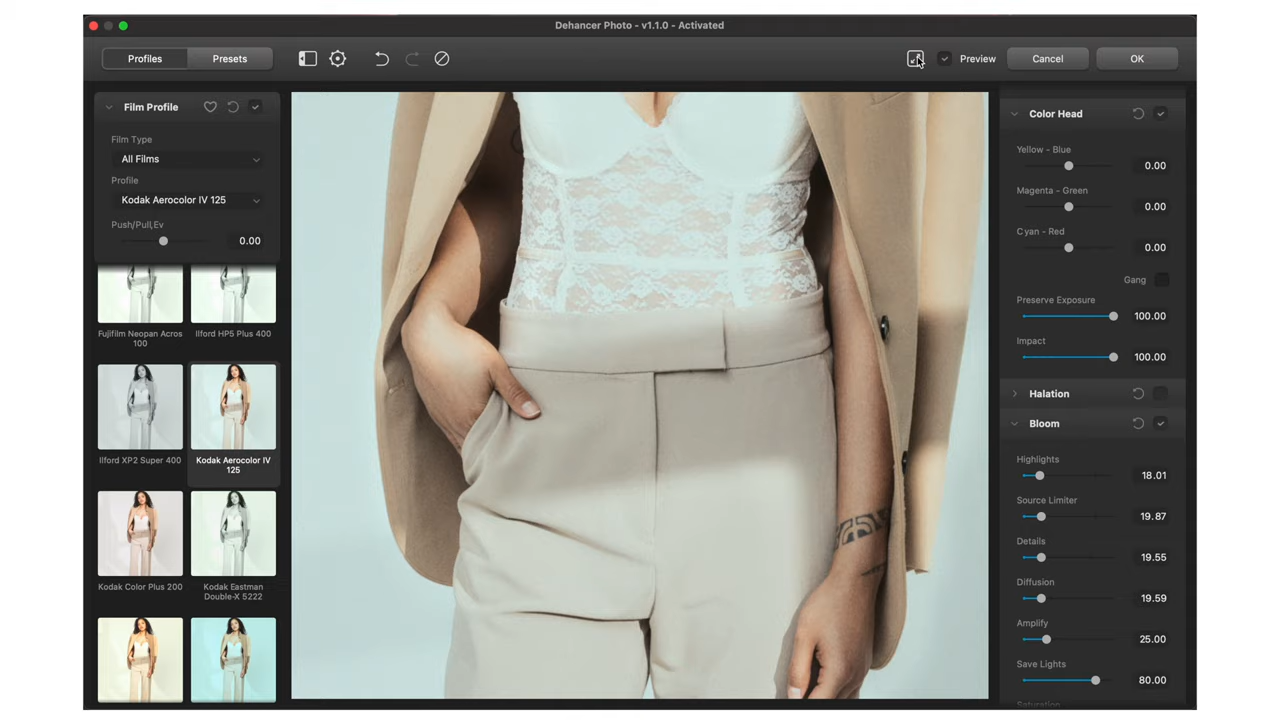 Dehancer Photo - v1.1.0 - Activated
Profiles
Presets
Preview
Cancel
OK
Film Profile
Film Type
All Films
Profile
Kodak Aerocolor IV 125
Push/Pull,Ev
0.00
Fujifilm Neopan Acros
100
Ilford HP5 Plus 400
Ilford XP2 Super 400
Kodak Aerocolor IV
125
Kodak Color Plus 200
Kodak Eastman
Double-X 5222
Color Head
Yellow - Blue
0.00
Magenta - Green
0.00
Cyan - Red
0.00
Gang
Preserve Exposure
100.00
Impact
100.00
Halation
Bloom
Highlights
18.01
Source Limiter
19.87
Details
19.55
Diffusion
19.59
Amplify
25.00
Save Lights
80.00
Saturation